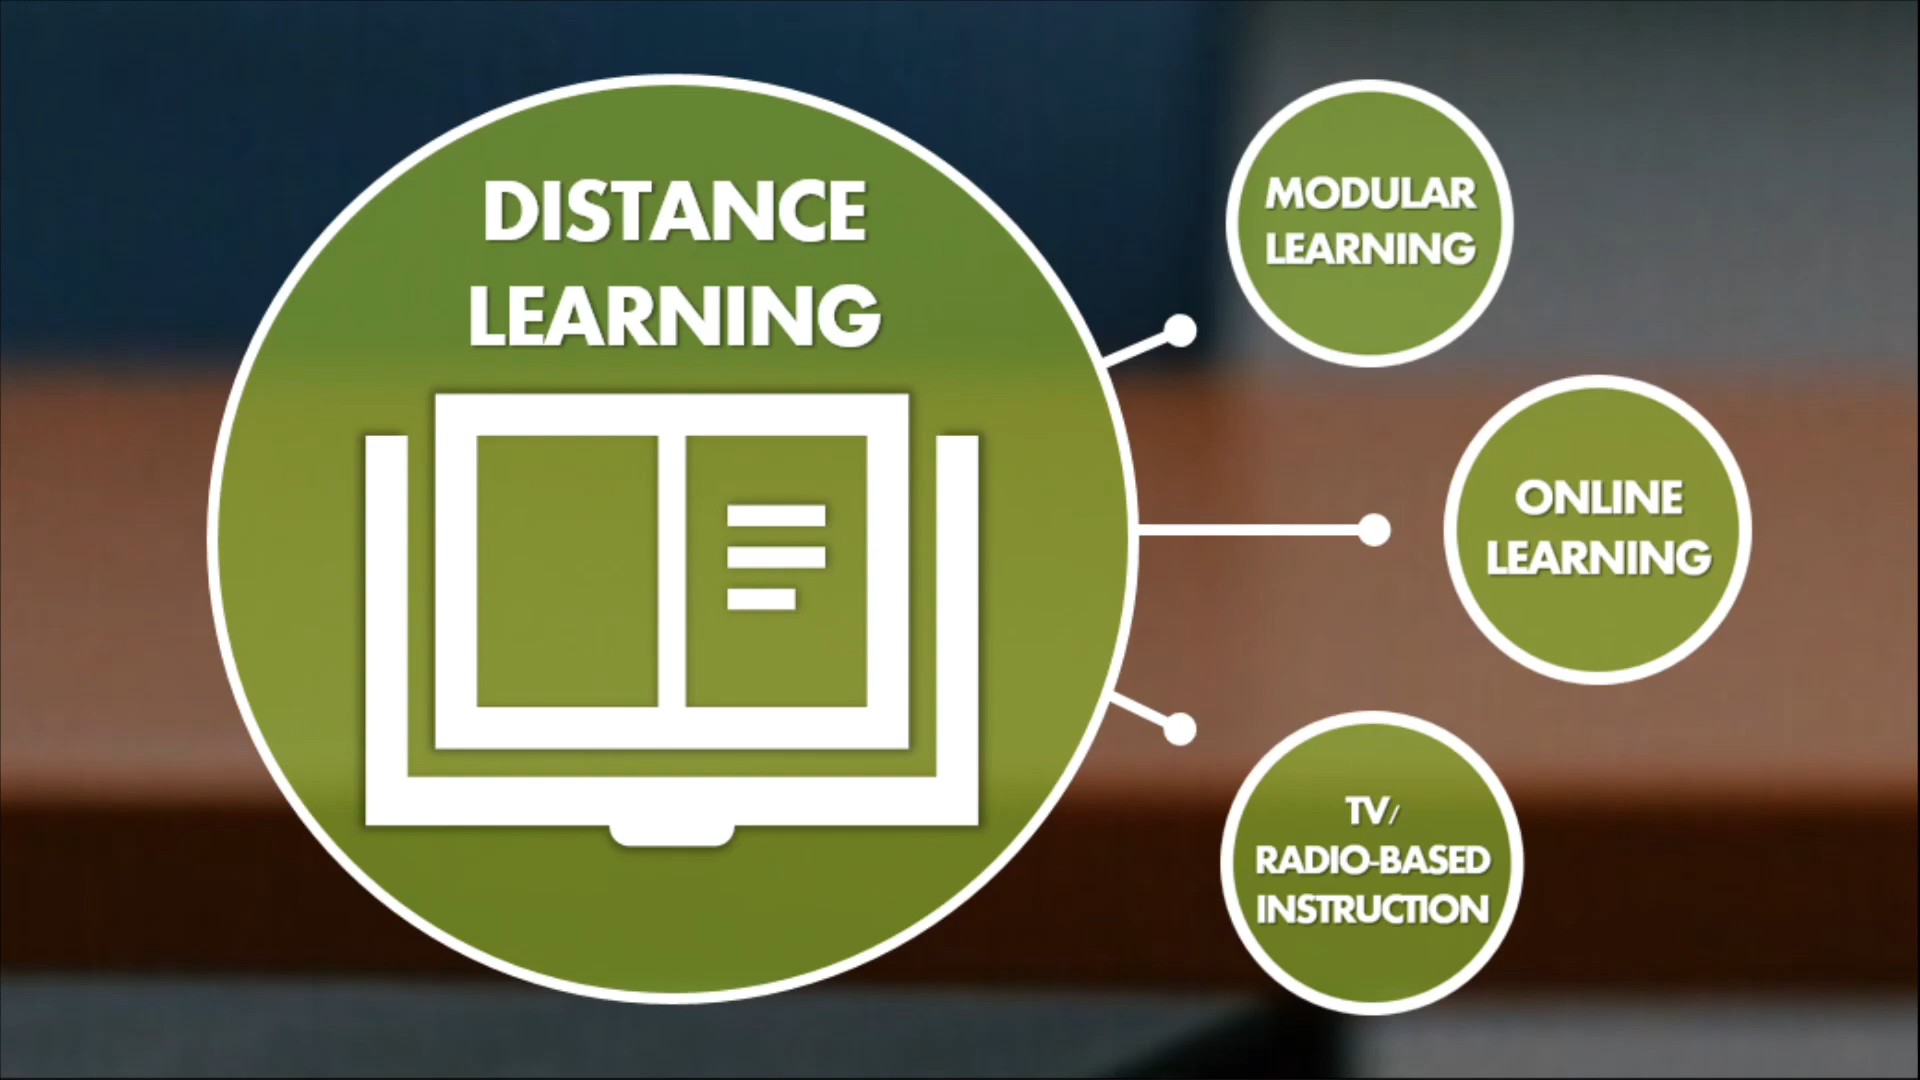 DISTANCE
LEARNING
MODULAR
LEARNING
ONLINE
LEARNING
TV/
RADIO-BASED
INSTRUCTION